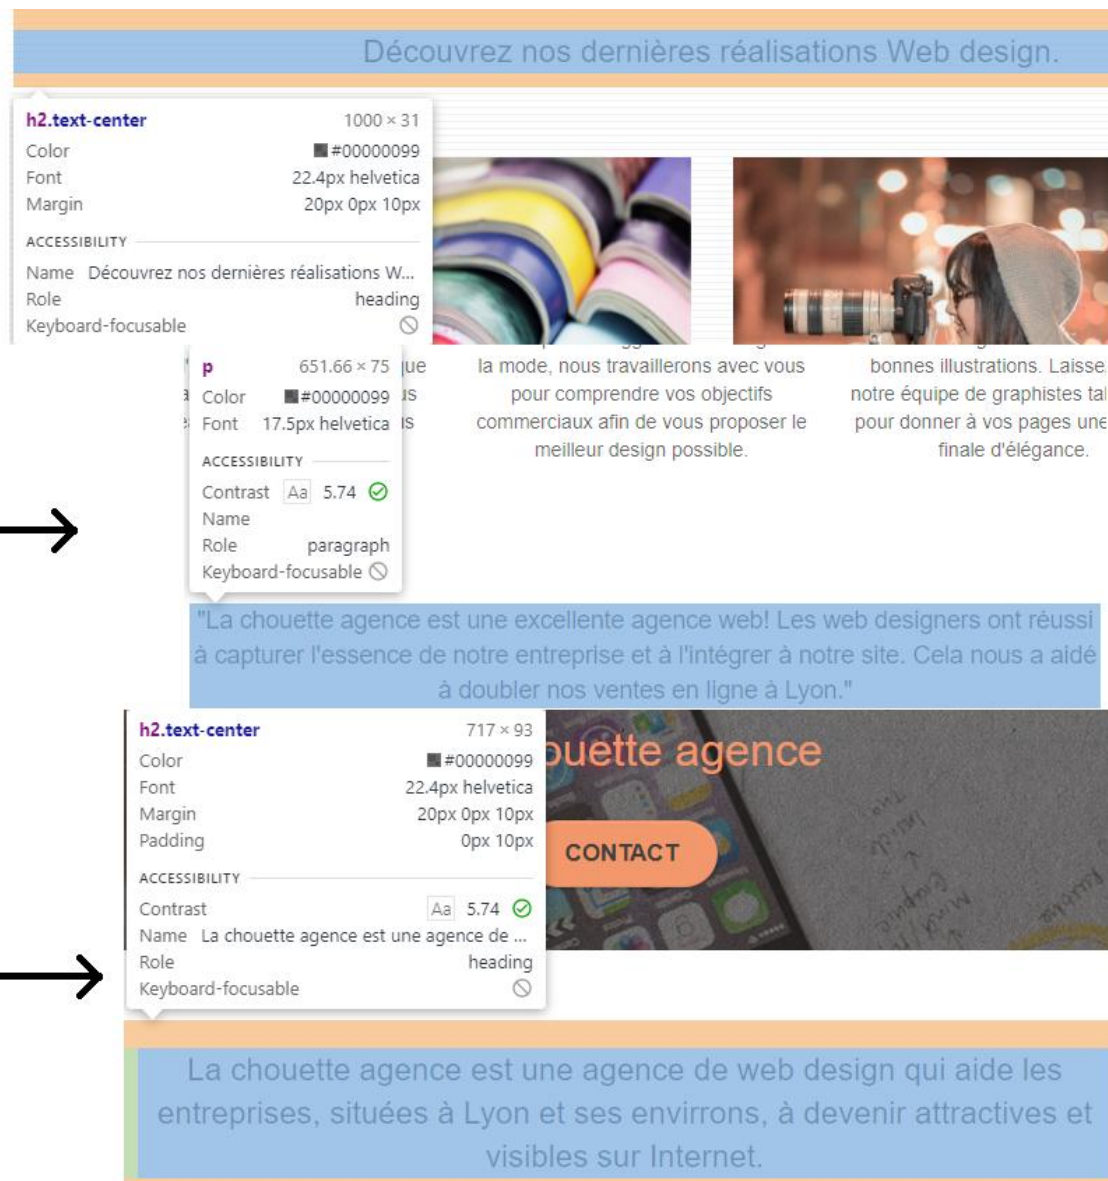 Découvrez nos dernières réalisations Web design.
h2.text-center 1000 × 31
Color #00000099
Font 22.4px helvetica
Margin 20px 0px 10px
ACCESSIBILITY
Name Découvrez nos dernières réalisations W...
Role heading
Keyboard-focusable
p 651.66 × 75
Color #00000099
Font 17.5px helvetica
ACCESSIBILITY
Contrast Aa 5.74
Name
Role paragraph
Keyboard-focusable
la mode, nous travaillerons avec vous
pour comprendre vos objectifs
commerciaux afin de vous proposer le
meilleur design possible.
bonnes illustrations. Laisse
notre équipe de graphistes tal
pour donner à vos pages une
finale d'élégance.
"La chouette agence est une excellente agence web! Les web designers ont réussi
à capturer l'essence de notre entreprise et à l'intégrer à notre site. Cela nous a aidé
à doubler nos ventes en ligne à Lyon."
h2.text-center 717 × 93
Color #00000099
Font 22.4px helvetica
Margin 20px 0px 10px
Padding 0px 10px
ACCESSIBILITY
Contrast Aa 5.74
Name La chouette agence est une agence de ...
Role heading
Keyboard-focusable
ouette agence
CONTACT
La chouette agence est une agence de web design qui aide les
entreprises, situées à Lyon et ses environs, à devenir attractives et
visibles sur Internet.